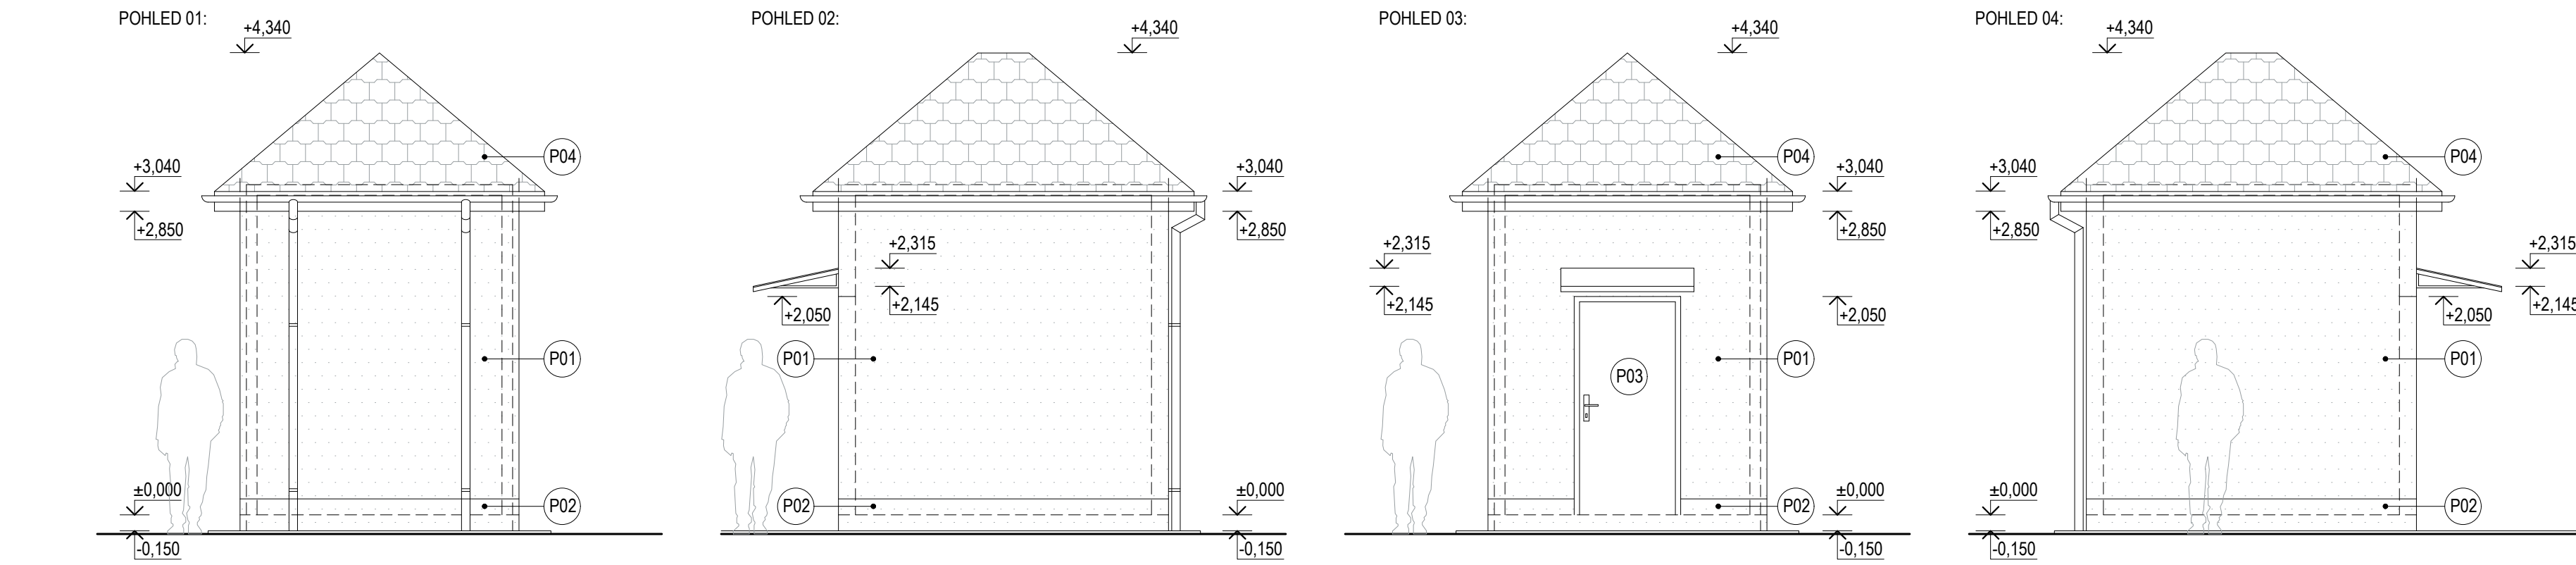 POHLED 01:
+4,340
P04
+3,040
+2,850
P01
±0,000
P02
-0,150
POHLED 02:
+4,340
+3,040
+2,850
+2,315
+2,145
+2,050
P01
P02
±0,000
-0,150
POHLED 03:
+4,340
P04
+3,040
+2,850
+2,315
+2,145
+2,050
P01
P03
±0,000
P02
-0,150
POHLED 04:
+4,340
P04
+3,040
+2,850
+2,315
+2,145
+2,050
P01
±0,000
P02
-0,150